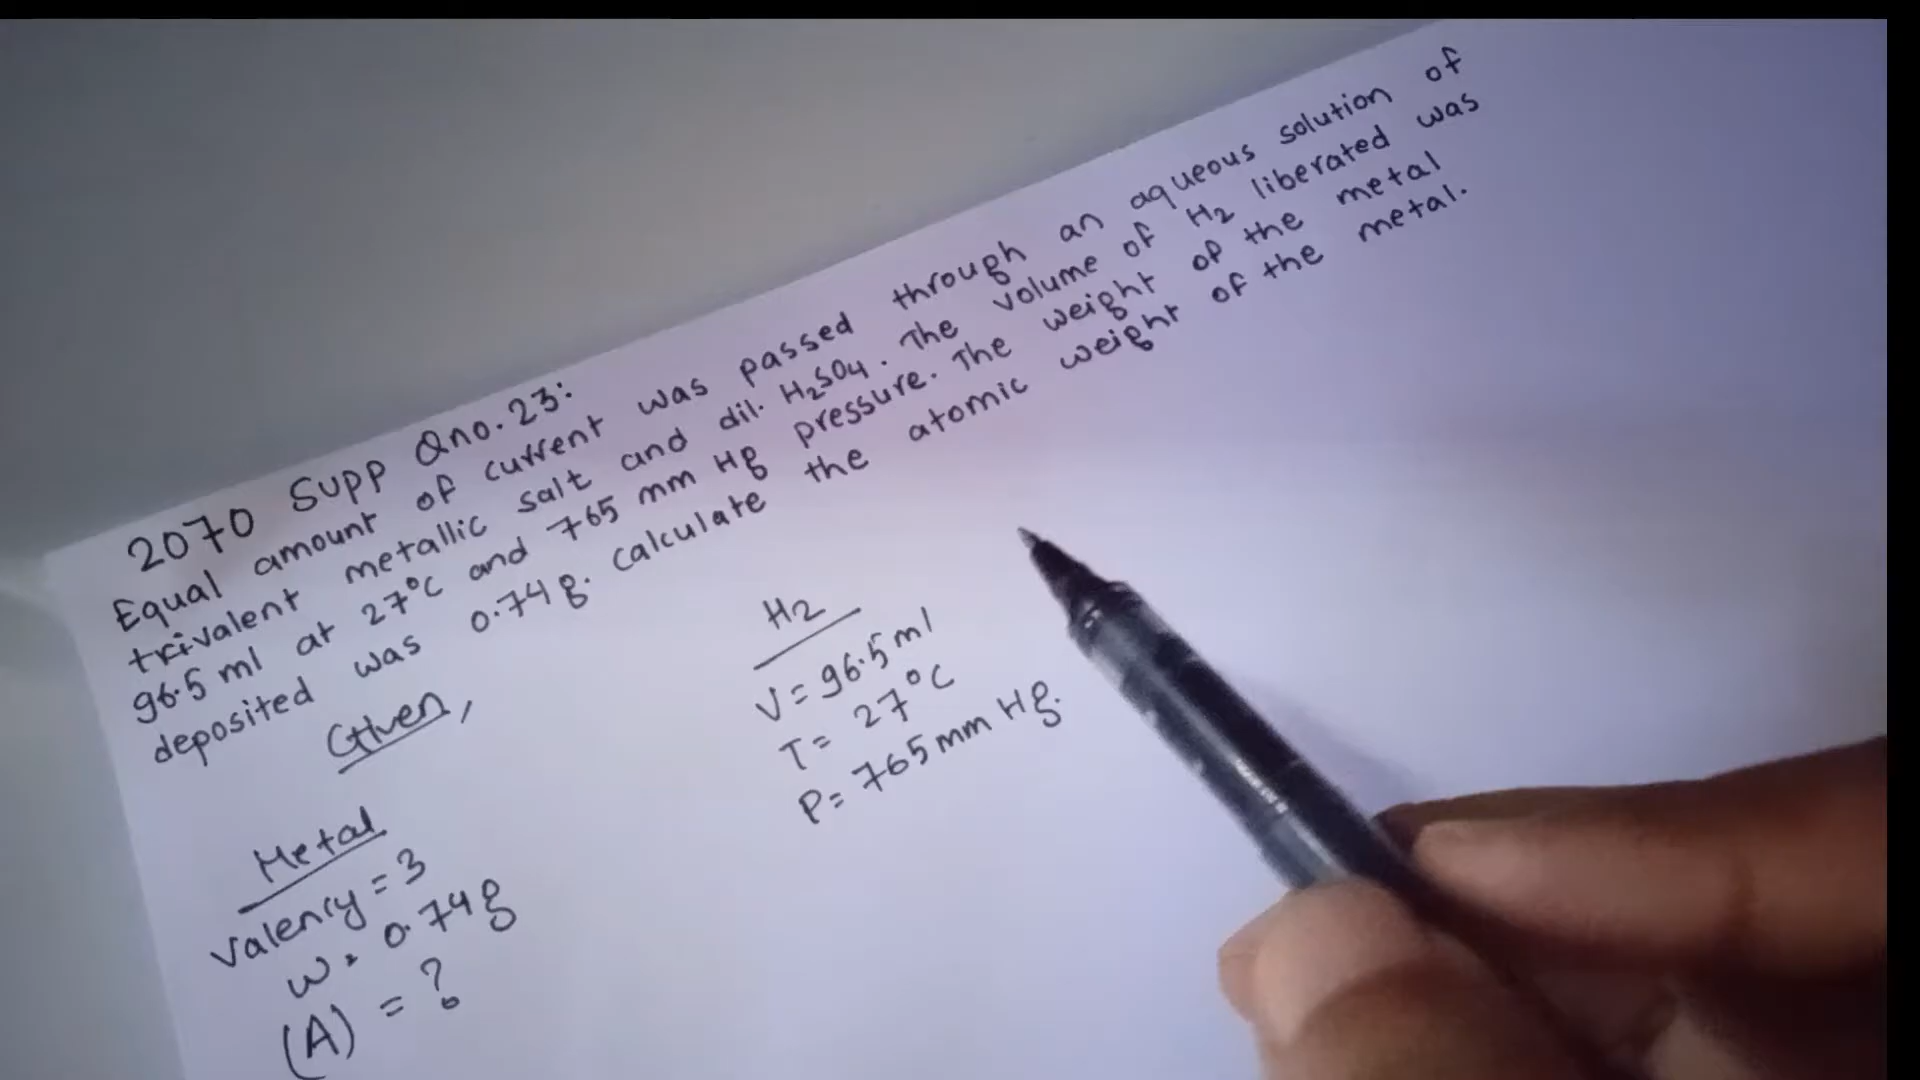 2070 Supp Qno. 23:
Equal amount of current was passed through an aqueous solution of
trivalent metallic salt and dil. H₂SO₄. The volume of H₂ liberated was
96.5 ml at 27°C and 765 mm Hg pressure. The weight of the metal
deposited was 0.74 g. calculate the atomic weight of the metal.
Given,
Metal
Valency = 3
W = 0.74 g
(A) = ?
H₂
V = 96.5 ml
T = 27°C
P = 765 mm Hg.